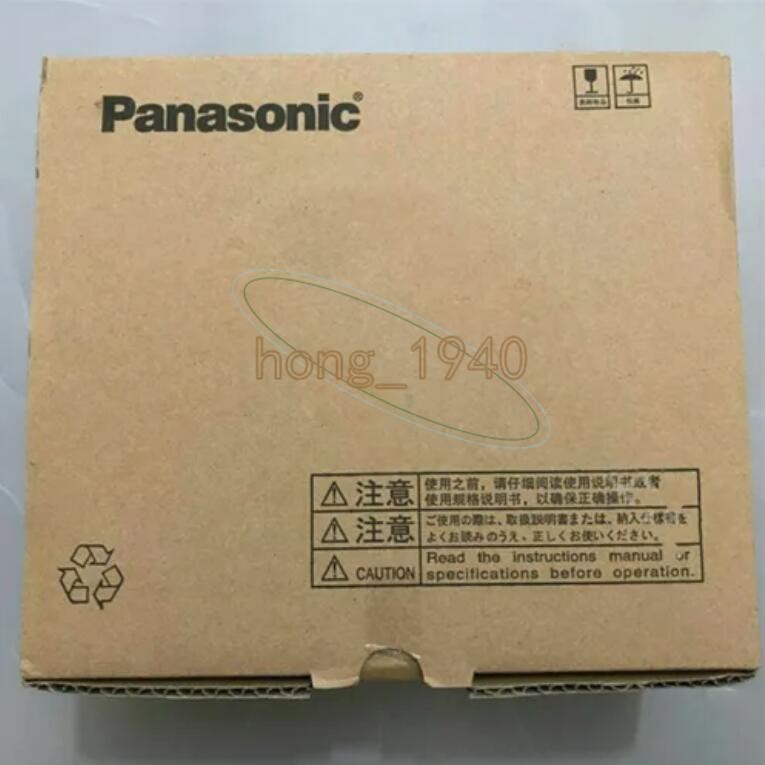 Panasonic®
hong_1940
注意
使用之前，请仔细阅读使用说明书或者
使用规格说明书，以确保正确操作。
注意
ご使用の際は、取扱説明書または、納入仕様書を
よくお読みのうえ、正しくお使いください。
CAUTION
Read the instructions manual or
specifications before operation.